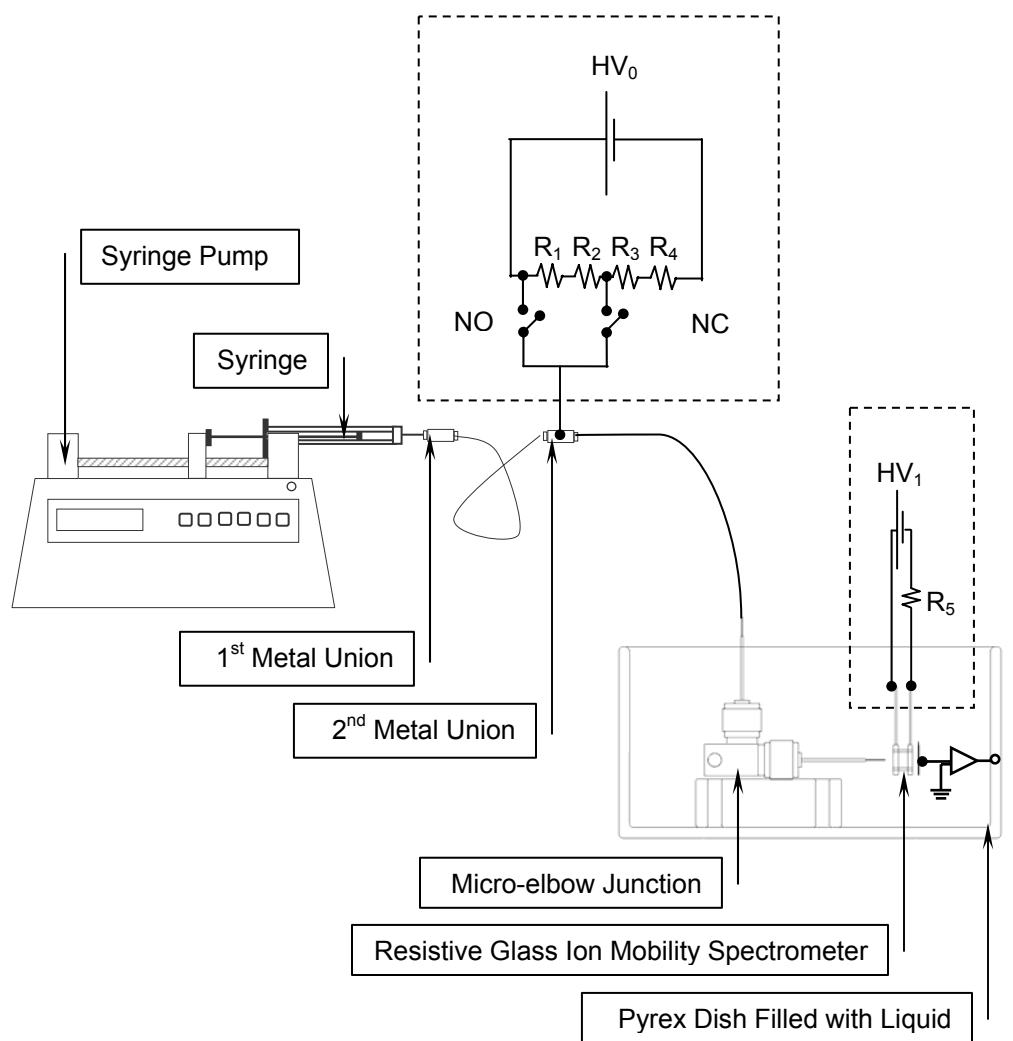 HV₀
R₁ R₂ R₃ R₄
NO
NC
Syringe Pump
Syringe
HV₁
R₅
1st Metal Union
2nd Metal Union
Micro-elbow Junction
Resistive Glass Ion Mobility Spectrometer
Pyrex Dish Filled with Liquid